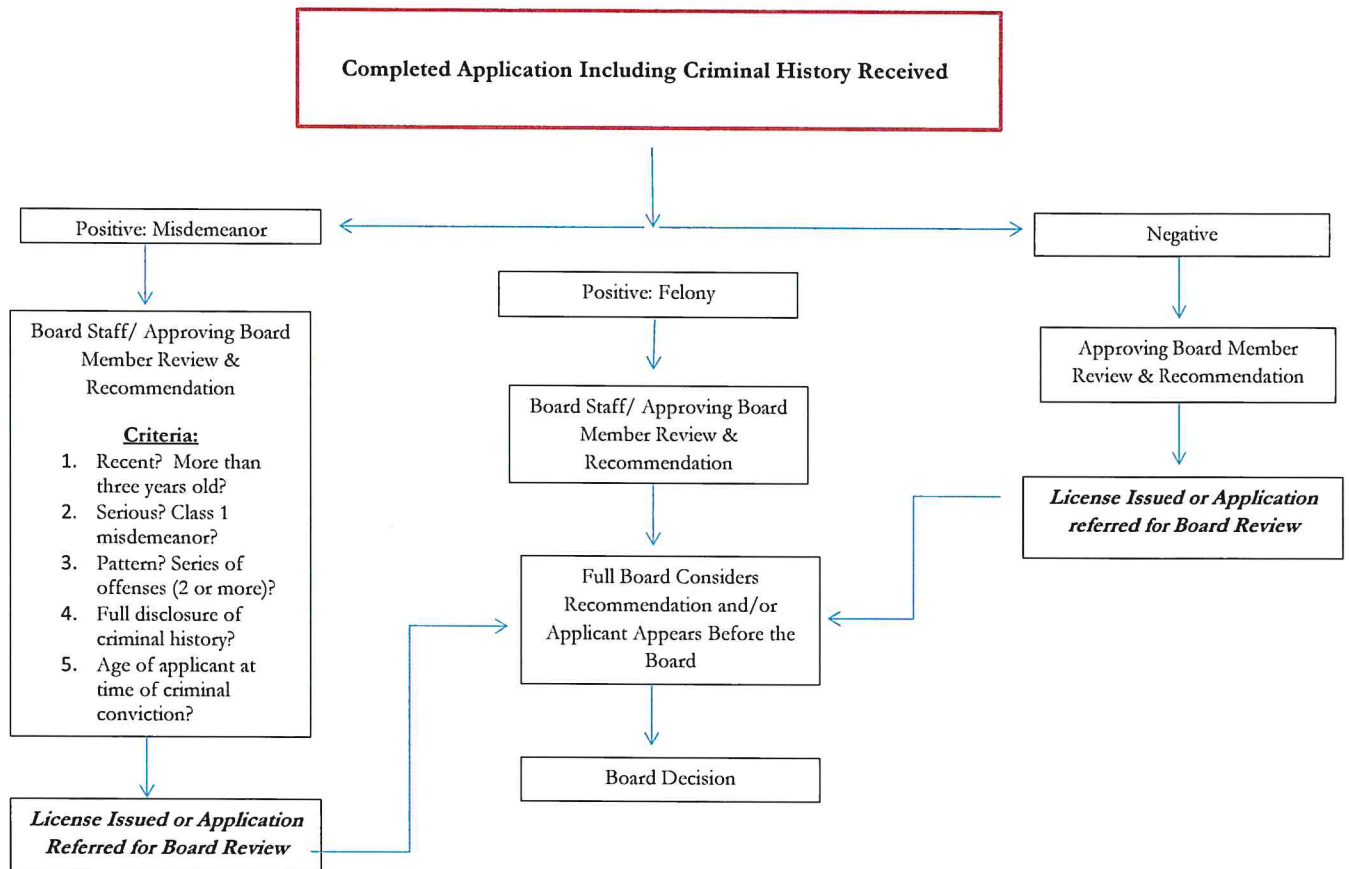 Completed Application Including Criminal History Received
Positive: Misdemeanor
Negative
Positive: Felony
Board Staff/ Approving Board
Member Review &
Recommendation
Criteria:
1. Recent? More than
three years old?
2. Serious? Class 1
misdemeanor?
3. Pattern? Series of
offenses (2 or more)?
4. Full disclosure of
criminal history?
5. Age of applicant at
time of criminal
conviction?
License Issued or Application
Referred for Board Review
Board Staff/ Approving Board
Member Review &
Recommendation
Full Board Considers
Recommendation and/or
Applicant Appears Before the
Board
Board Decision
Approving Board Member
Review & Recommendation
License Issued or Application
referred for Board Review